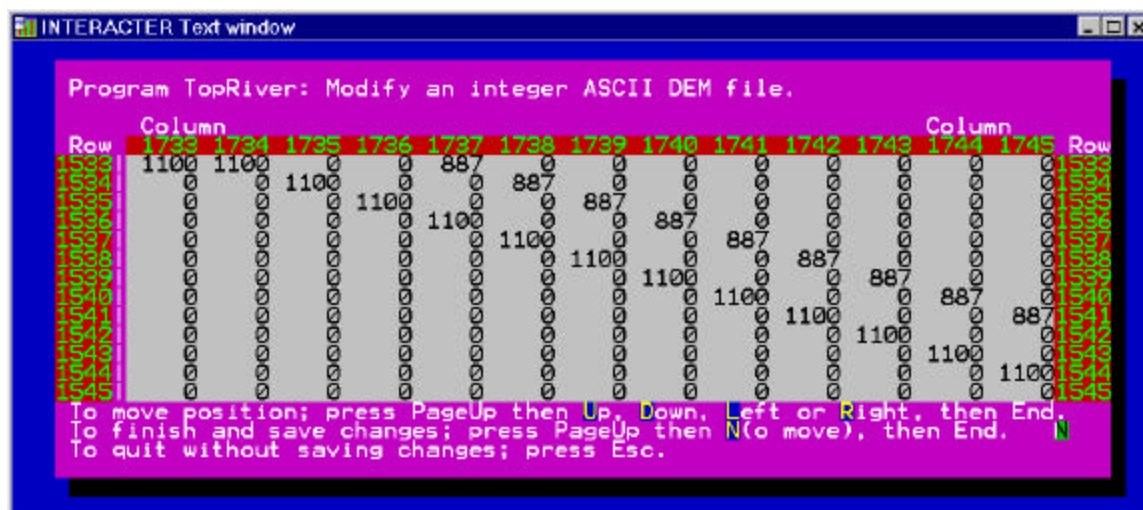 INTERACTER Text window
Program TopRiver: Modify an integer ASCII DEM file.
Column Column
Row 1733 1734 1735 1736 1737 1738 1739 1740 1741 1742 1743 1744 1745 Row
1533 1100 1100 0 0 887 0 0 0 0 0 0 0 0 1533
1534 0 0 1100 0 0 887 0 0 0 0 0 0 0 1534
1535 0 0 0 1100 0 0 887 0 0 0 0 0 0 1535
1536 0 0 0 0 1100 0 0 887 0 0 0 0 0 1536
1537 0 0 0 0 0 1100 0 0 887 0 0 0 0 1537
1538 0 0 0 0 0 0 1100 0 0 887 0 0 0 1538
1539 0 0 0 0 0 0 0 1100 0 0 887 0 0 1539
1540 0 0 0 0 0 0 0 0 1100 0 0 887 0 1540
1541 0 0 0 0 0 0 0 0 0 1100 0 0 887 1541
1542 0 0 0 0 0 0 0 0 0 0 1100 0 0 1542
1543 0 0 0 0 0 0 0 0 0 0 0 1100 0 1543
1544 0 0 0 0 0 0 0 0 0 0 0 0 1100 1544
1545 0 0 0 0 0 0 0 0 0 0 0 0 0 1545
To move position; press PageUp then Up, Down, Left or Right, then End.
To finish and save changes; press PageUp then N(o move), then End. N
To quit without saving changes; press Esc.